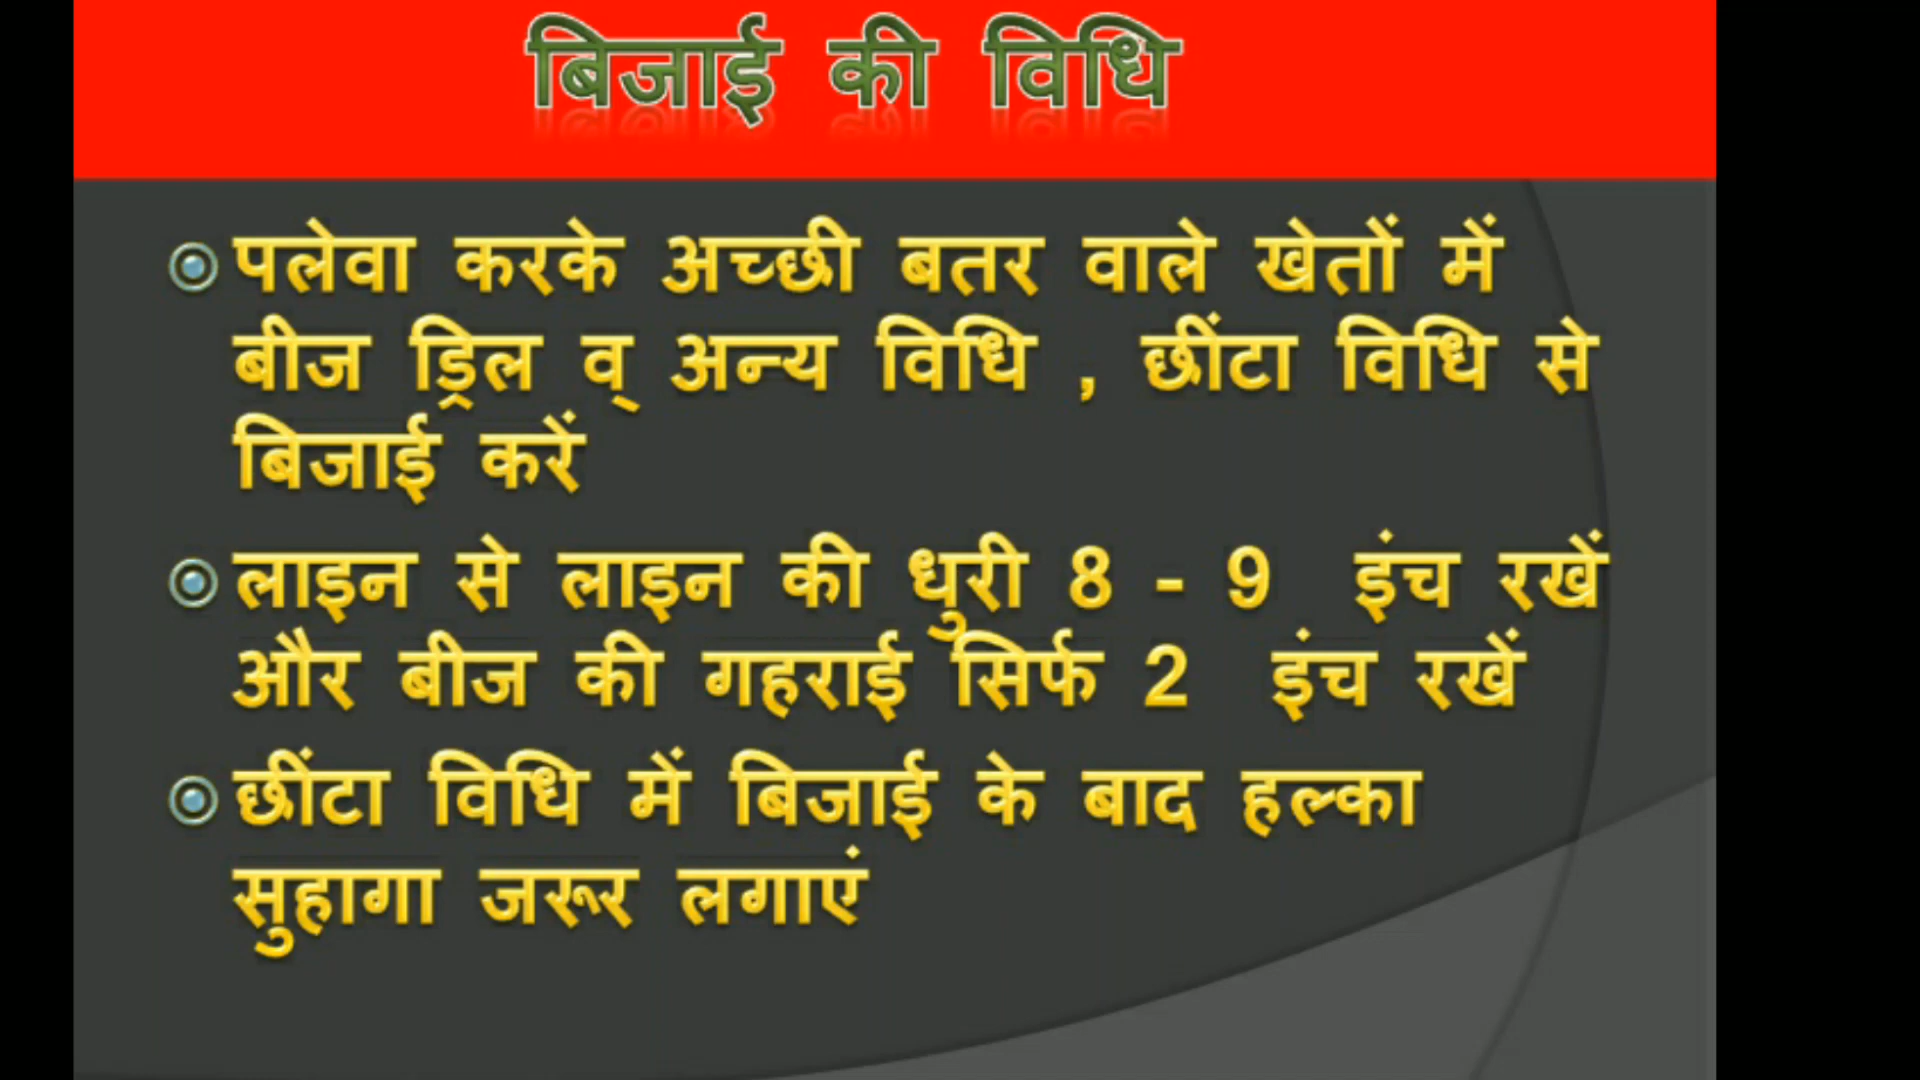 बिजाई की विधि
पलेवा करके अच्छी बतर वाले खेतों में
बीज ड्रिल व् अन्य विधि , छींटा विधि से
बिजाई करें
लाइन से लाइन की धुरी 8 - 9 इंच रखें
और बीज की गहराई सिर्फ 2 इंच रखें
छींटा विधि में बिजाई के बाद हल्का
सुहागा जरूर लगाएं